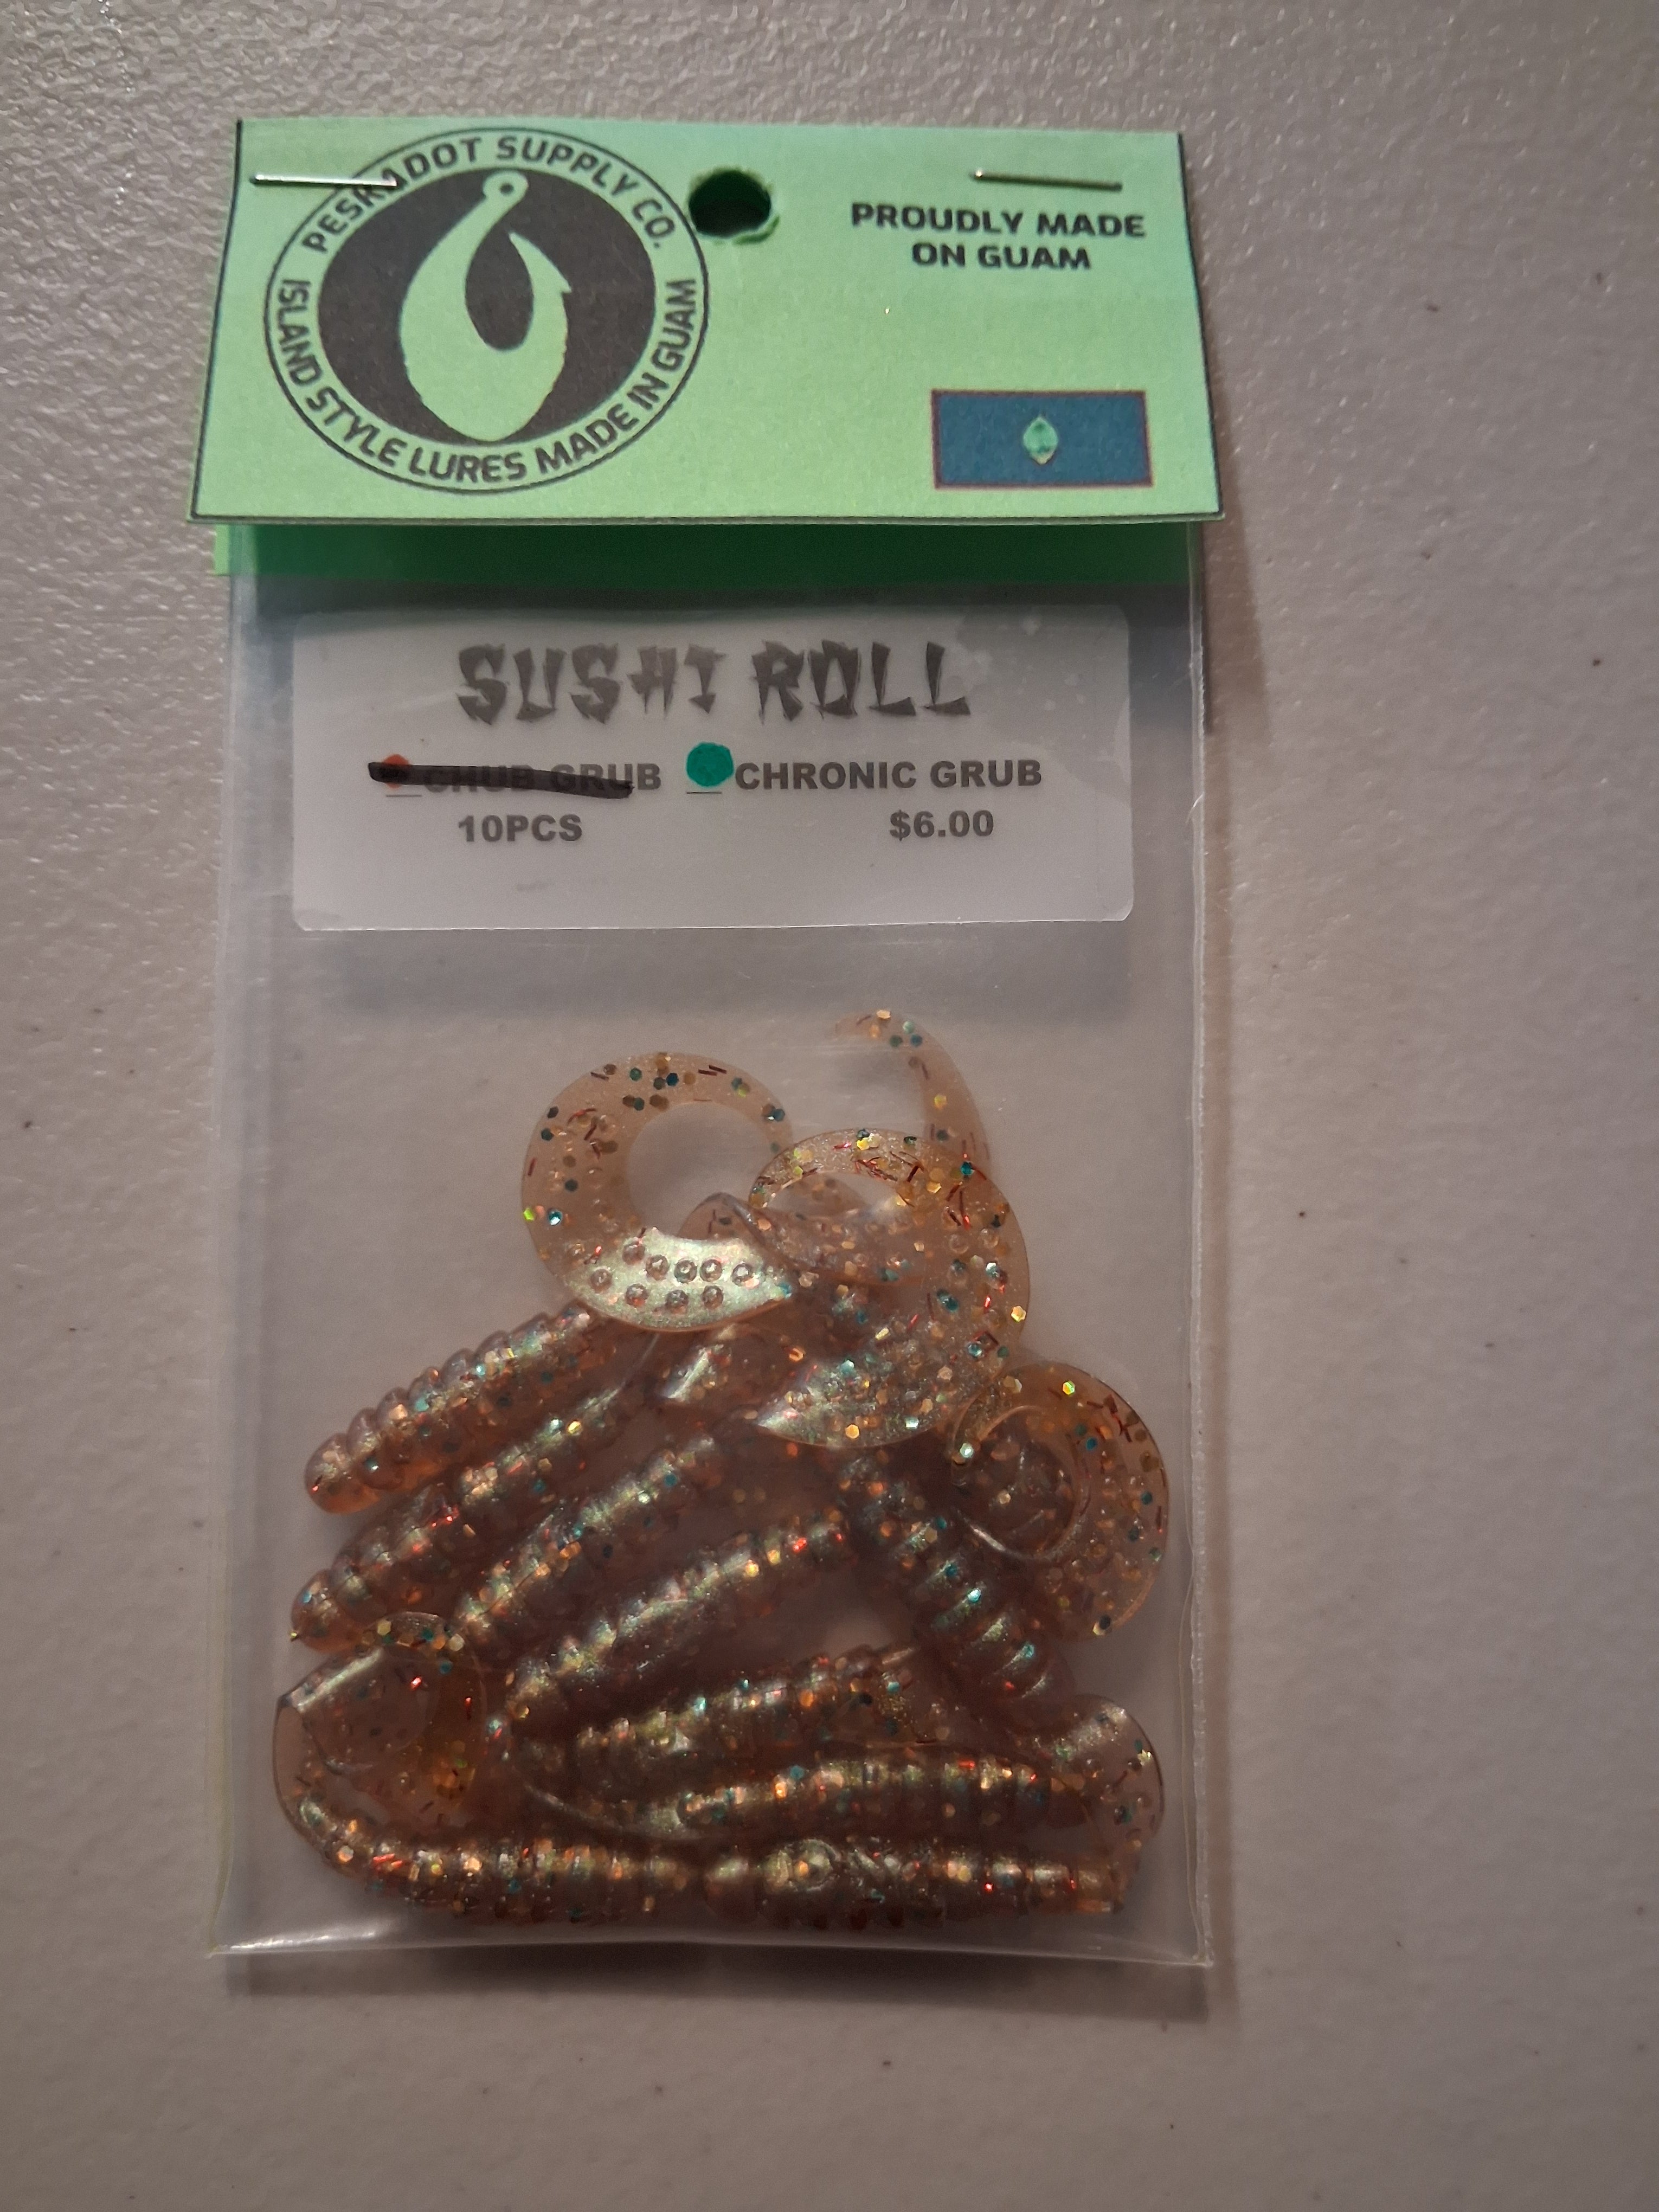 PESKADOT SUPPLY CO.
ISLAND STYLE LURES MADE IN GUAM
PROUDLY MADE
ON GUAM
SUSHI ROLL
CHUB GRUB CHRONIC GRUB
10PCS $6.00